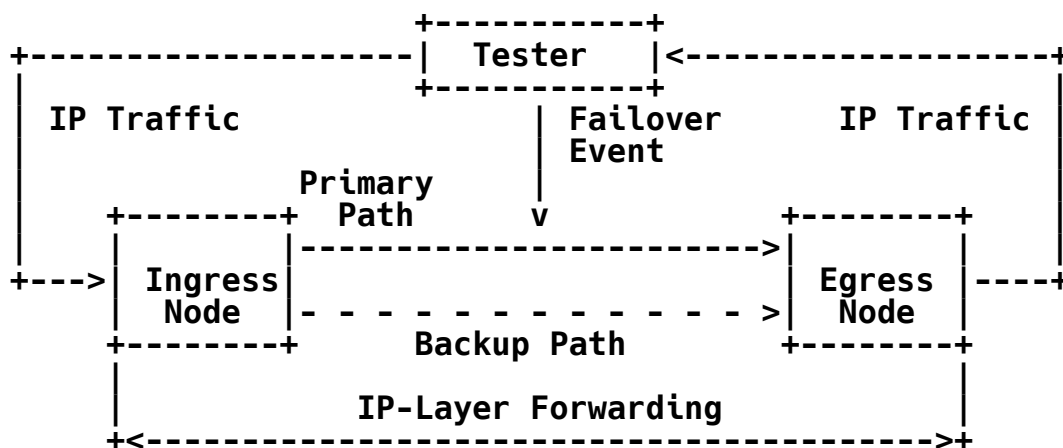 Tester
IP Traffic Failover IP Traffic
Event
Primary
Path
Ingress Egress
Node Node
Backup Path
IP-Layer Forwarding